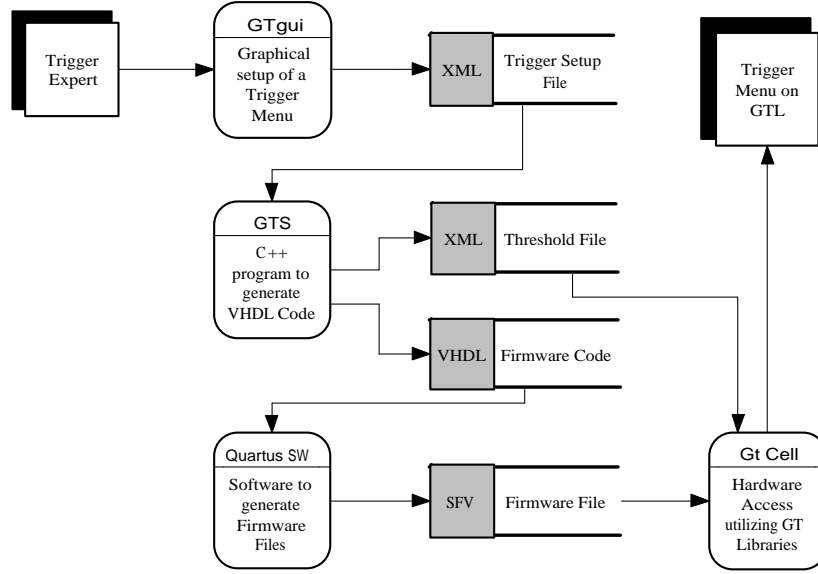 Trigger
Expert
GTgui
Graphical
setup of a
Trigger
Menu
XML
Trigger Setup
File
Trigger
Menu on
GTL
GTS
C++
program to
generate
VHDL Code
XML
Threshold File
VHDL
Firmware Code
Quartus SW
Software to
generate
Firmware
Files
SFV
Firmware File
Gt Cell
Hardware
Access
utilizing GT
Libraries